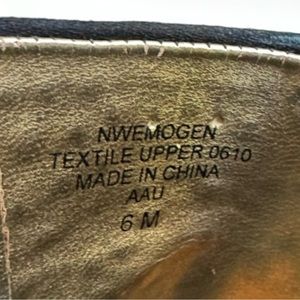 NWEMOGEN
TEXTILE UPPER 0610
MADE IN CHINA
AAU
6 M